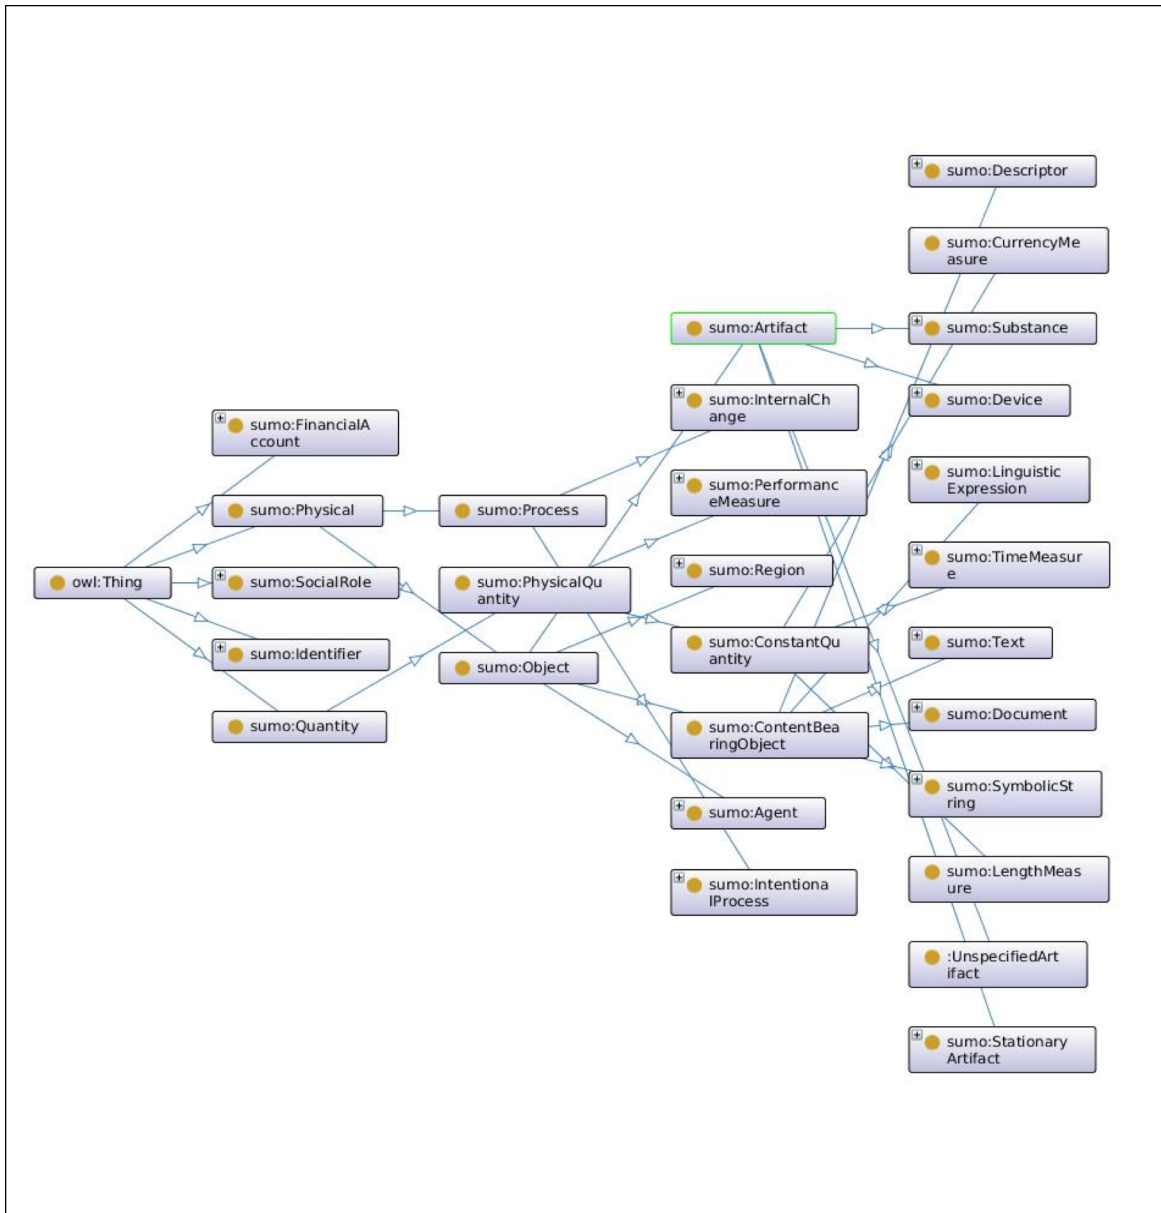 owl:Thing
sumo:FinancialA
ccount
sumo:Physical
sumo:SocialRole
sumo:Identifier
sumo:Quantity
sumo:Process
sumo:PhysicalQu
antity
sumo:Object
sumo:Artifact
sumo:InternalCh
ange
sumo:Performanc
eMeasure
sumo:Region
sumo:ConstantQu
antity
sumo:ContentBea
ringObject
sumo:Agent
sumo:Intentiona
lProcess
sumo:Descriptor
sumo:CurrencyMe
asure
sumo:Substance
sumo:Device
sumo:Linguistic
Expression
sumo:TimeMeasur
e
sumo:Text
sumo:Document
sumo:SymbolicSt
ring
sumo:LengthMeas
ure
:UnspecifiedArt
ifact
sumo:Stationary
Artifact